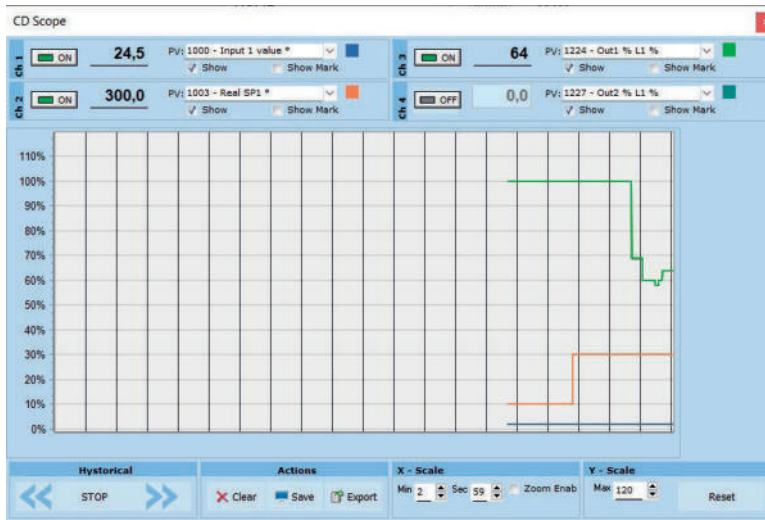 CD Scope
Ch 1 ON 24,5 PV: 1000 - Input 1 value °
Show Show Mark
Ch 3 ON 64 PV: 1224 - Out1 % L1 %
Show Show Mark
Ch 2 ON 300,0 PV: 1003 - Real SP1 °
Show Show Mark
Ch 4 OFF 0,0 PV: 1227 - Out2 % L1 %
Show Show Mark
110%
100%
90%
80%
70%
60%
50%
40%
30%
20%
10%
0%
Hystorical
STOP
Actions
Clear Save Export
X - Scale
Min 2 Sec 59 Zoom Enab
Y - Scale
Max 120 Reset